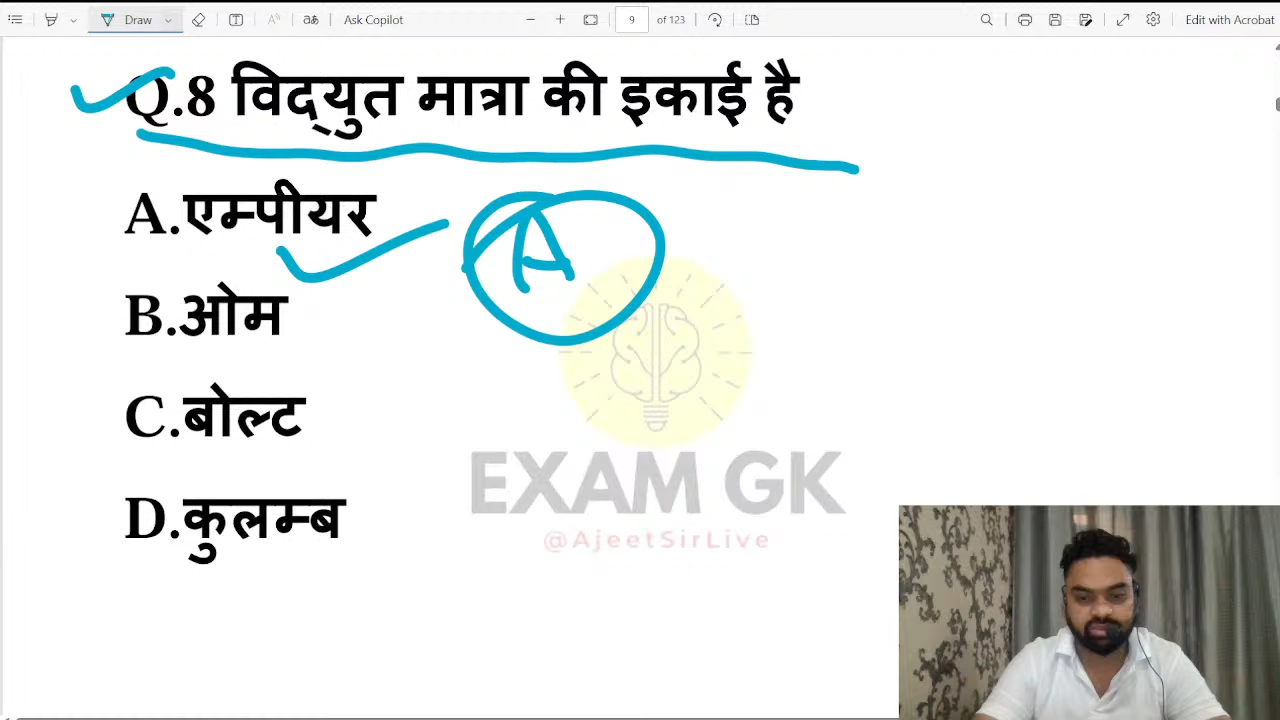 Draw
Ask Copilot
9 of 123
Edit with Acrobat
Q.8 विद्युत मात्रा की इकाई है
A.एम्पीयर
A
B.ओम
C.बोल्ट
D.कुलम्ब
EXAM GK
@AjeetSirLive